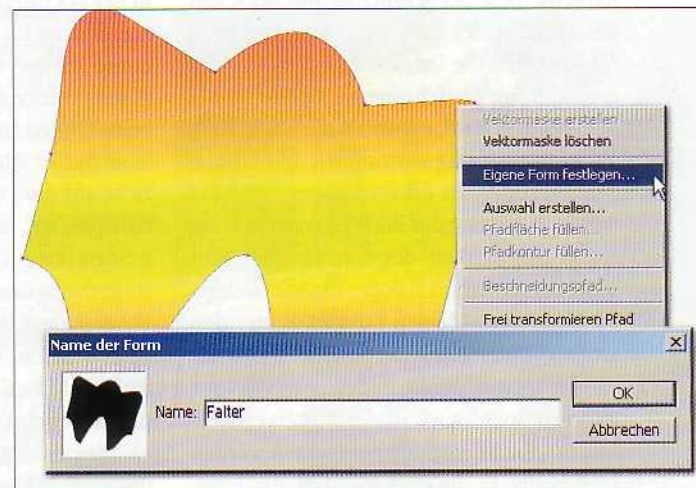 Vektormaske erstellen
Vektormaske löschen
Eigene Form festlegen...
Auswahl erstellen...
Pfadfläche füllen...
Pfadkontur füllen...
Beschneidungspfad...
Frei transformieren Pfad
Name der Form
Name: Falter
OK
Abbrechen